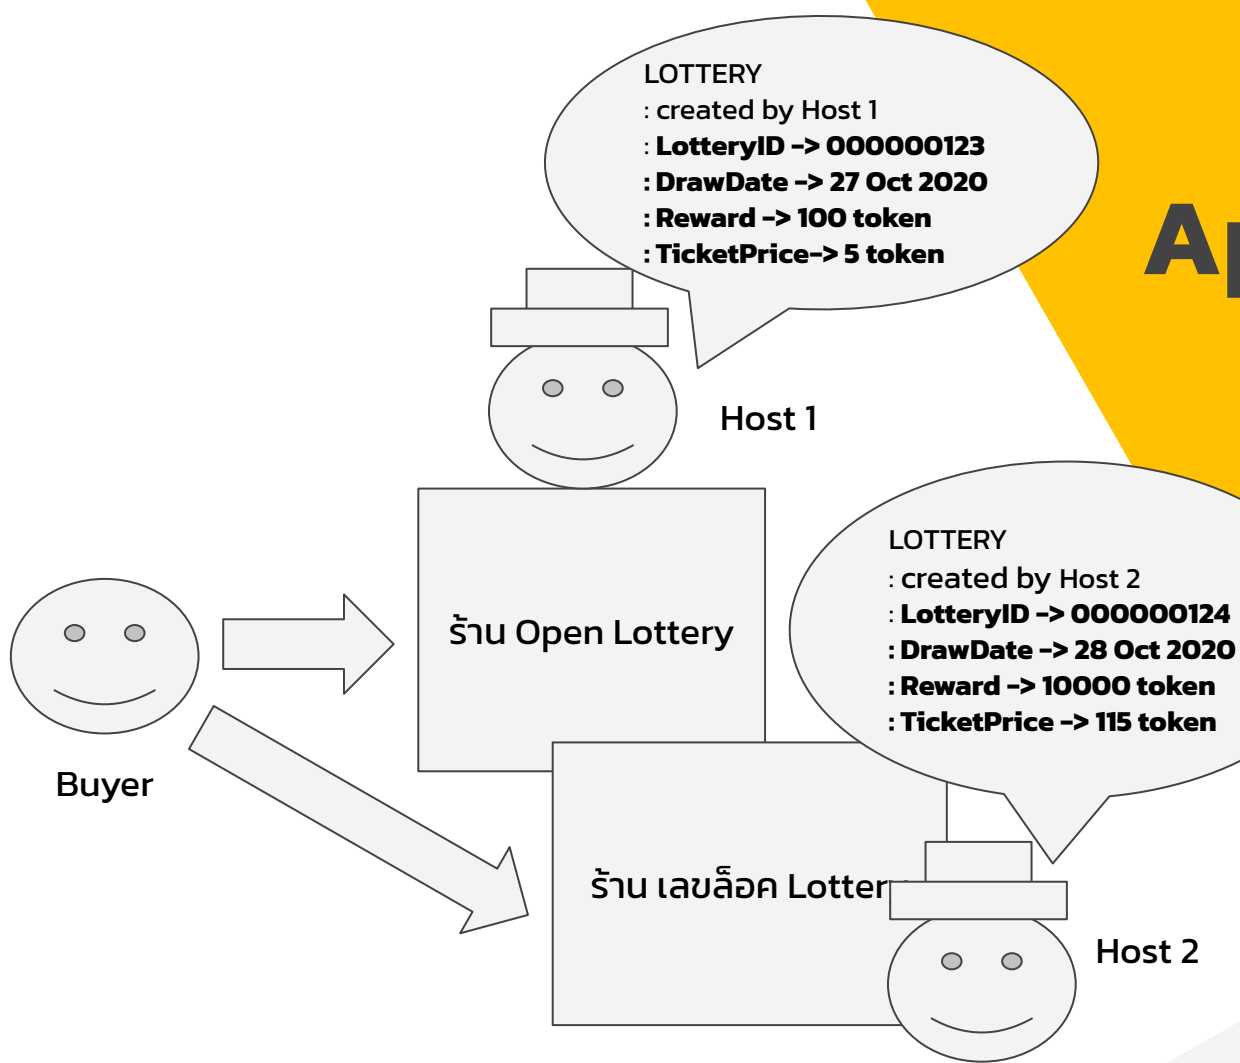 LOTTERY
: created by Host 1
: LotteryID -> 000000123
: DrawDate -> 27 Oct 2020
: Reward -> 100 token
: TicketPrice-> 5 token
Host 1
LOTTERY
: created by Host 2
: LotteryID -> 000000124
: DrawDate -> 28 Oct 2020
: Reward -> 10000 token
: TicketPrice -> 115 token
ร้าน Open Lottery
Buyer
ร้าน เลขล็อค Lottery
Host 2